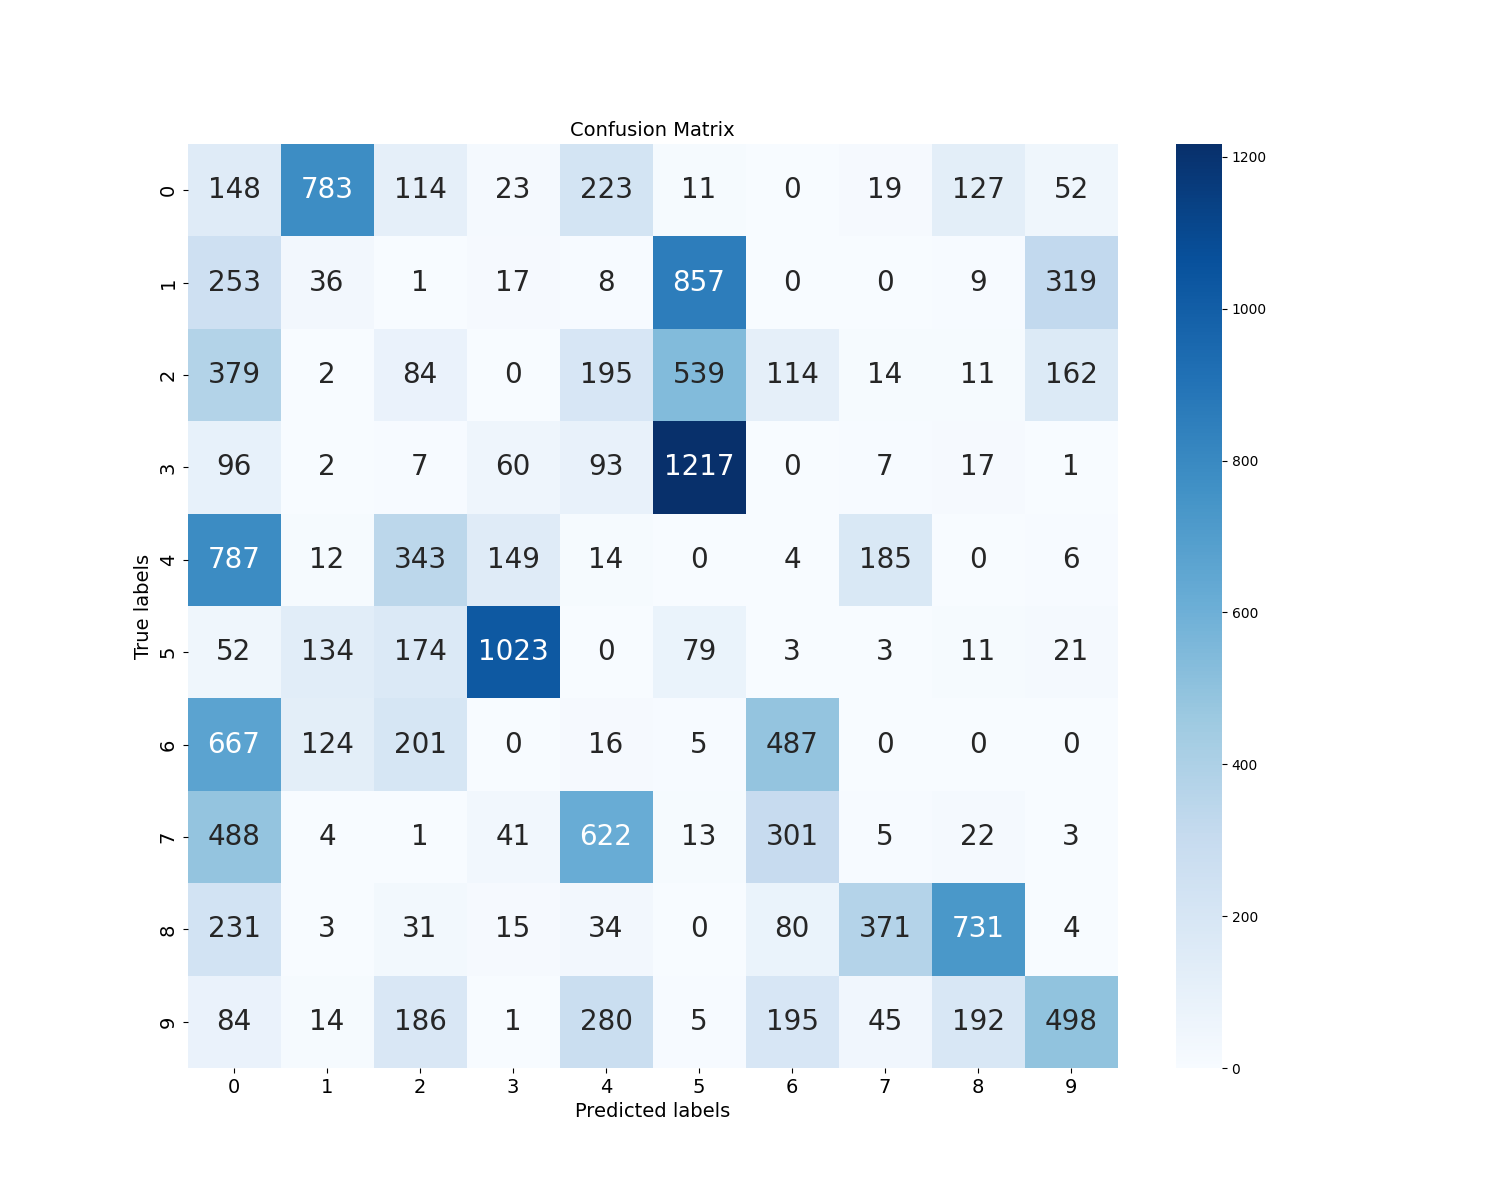 Confusion Matrix
0 148 783 114 23 223 11 0 19 127 52
1 253 36 1 17 8 857 0 0 9 319
2 379 2 84 0 195 539 114 14 11 162
3 96 2 7 60 93 1217 0 7 17 1
4 787 12 343 149 14 0 4 185 0 6
5 52 134 174 1023 0 79 3 3 11 21
6 667 124 201 0 16 5 487 0 0 0
7 488 4 1 41 622 13 301 5 22 3
8 231 3 31 15 34 0 80 371 731 4
9 84 14 186 1 280 5 195 45 192 498
0 1 2 3 4 5 6 7 8 9
Predicted labels
True labels
1200
1000
800
600
400
200
0